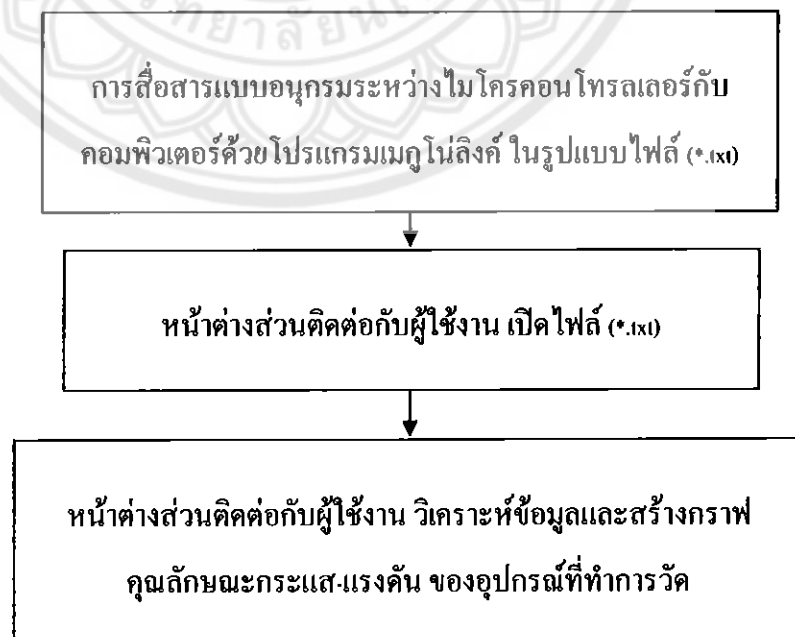 การสื่อสารแบบอนุกรมระหว่างไมโครคอนโทรลเลอร์กับ
คอมพิวเตอร์ด้วยโปรแกรมเมกูโน่ลิงค์ ในรูปแบบไฟล์ (*.txt)
หน้าต่างส่วนติดต่อกับผู้ใช้งาน เปิดไฟล์ (*.txt)
หน้าต่างส่วนติดต่อกับผู้ใช้งาน วิเคราะห์ข้อมูลและสร้างกราฟ
คุณลักษณะกระแส-แรงดัน ของอุปกรณ์ที่ทำการวัด